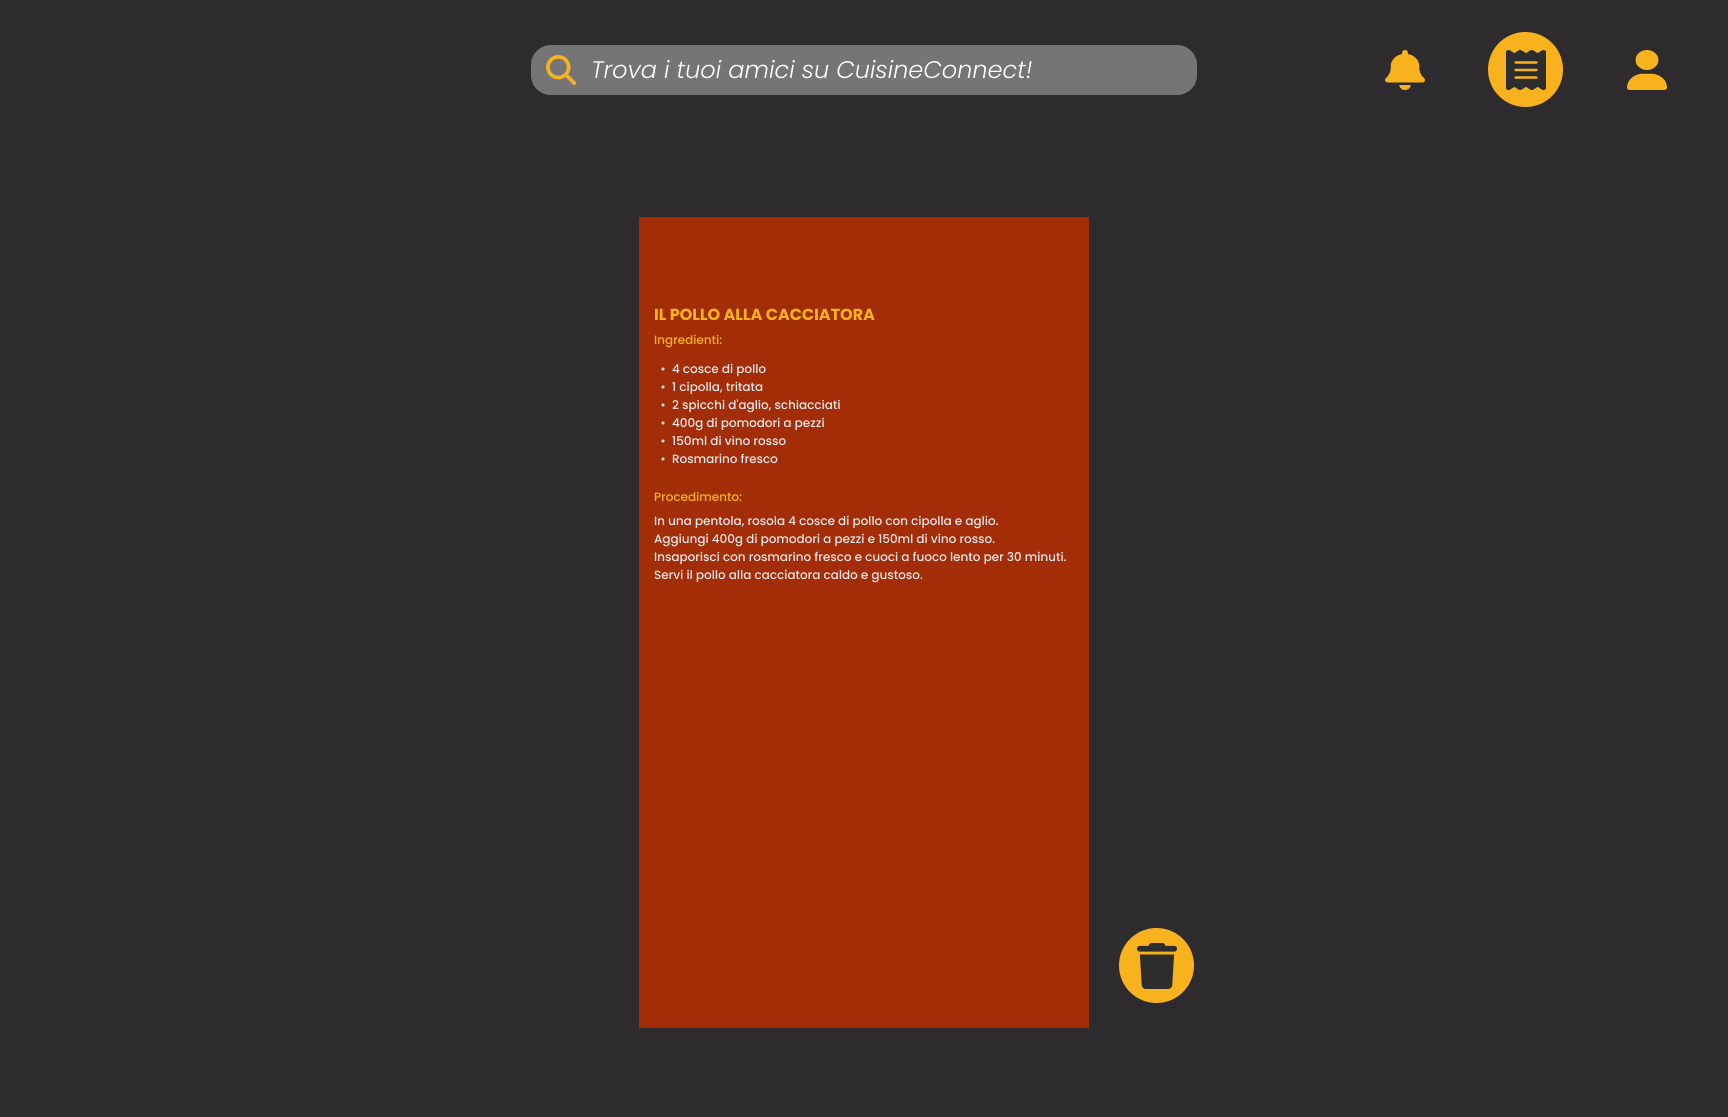 Trova i tuoi amici su CuisineConnect!
IL POLLO ALLA CACCIATORA
Ingredienti:
• 4 cosce di pollo
• 1 cipolla, tritata
• 2 spicchi d'aglio, schiacciati
• 400g di pomodori a pezzi
• 150ml di vino rosso
• Rosmarino fresco
Procedimento:
In una pentola, rosola 4 cosce di pollo con cipolla e aglio.
Aggiungi 400g di pomodori a pezzi e 150ml di vino rosso.
Insaporisci con rosmarino fresco e cuoci a fuoco lento per 30 minuti.
Servi il pollo alla cacciatora caldo e gustoso.